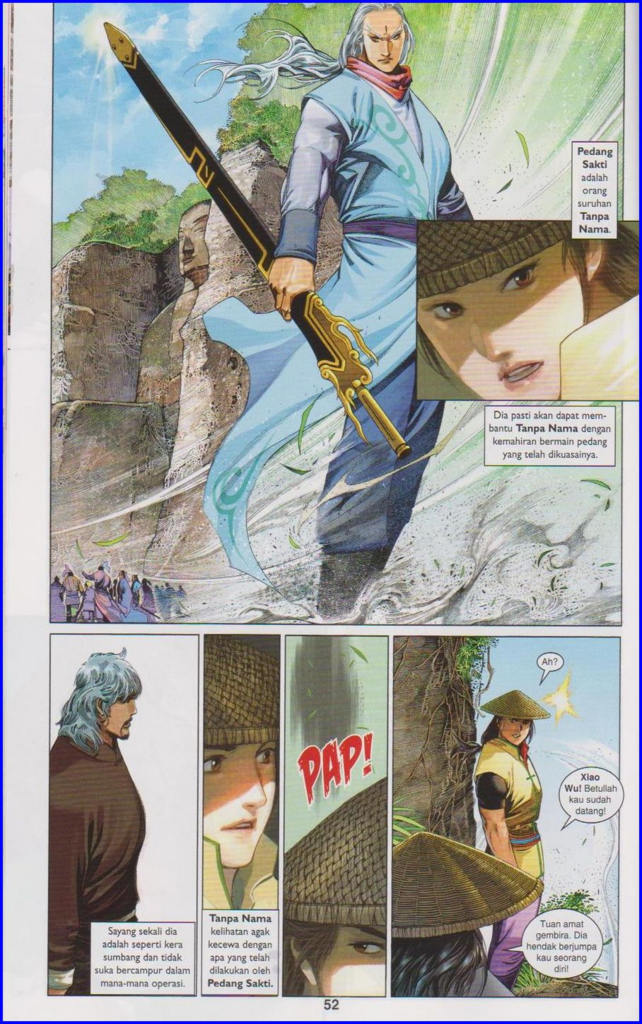 Pedang
Sakti
adalah
orang
suruhan
Tanpa
Nama.
Dia pasti akan dapat mem-
bantu Tanpa Nama dengan
kemahiran bermain pedang
yang telah dikuasainya.
Sayang sekali dia
adalah seperti kera
sumbang dan tidak
suka bercampur dalam
mana-mana operasi.
Tanpa Nama
kelihatan agak
kecewa dengan
apa yang telah
dilakukan oleh
Pedang Sakti.
PAP!
Ah?
Xiao
Wu! Betullah
kau sudah
datang!
Tuan amat
gembira. Dia
hendak berjumpa
kau seorang
diri!
52